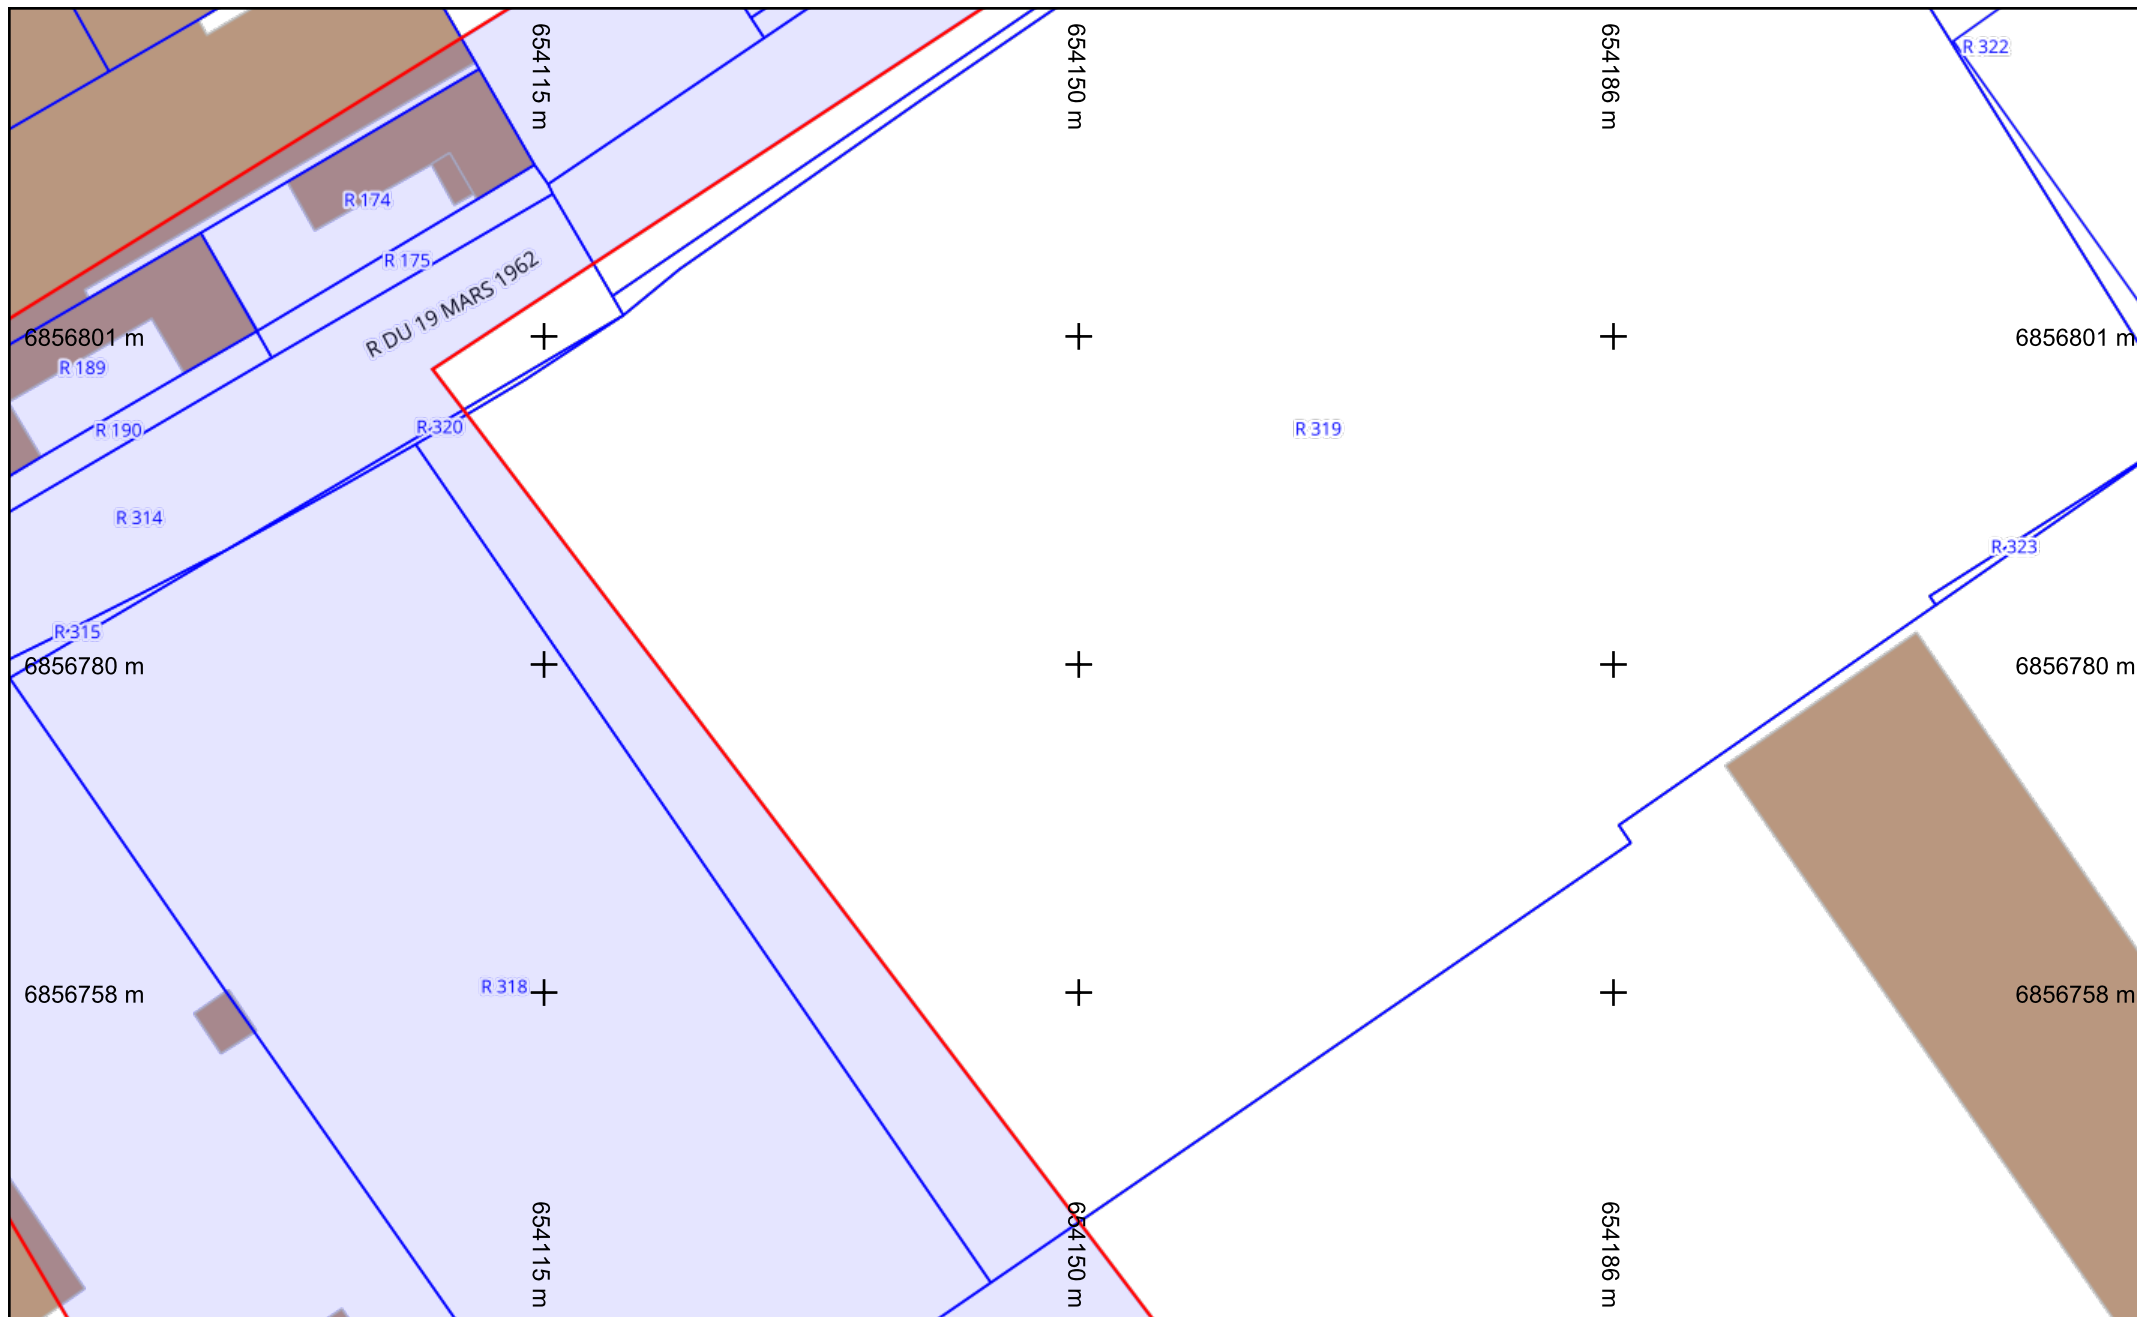 654115 m
654150 m
654186 m
R 322
R 174
R 175
R DU 19 MARS 1962
6856801 m
6856801 m
R 189
R 190
R 320
R 319
R 314
R 323
R 315
6856780 m
6856780 m
R 318
6856758 m
6856758 m
654115 m
654150 m
654186 m